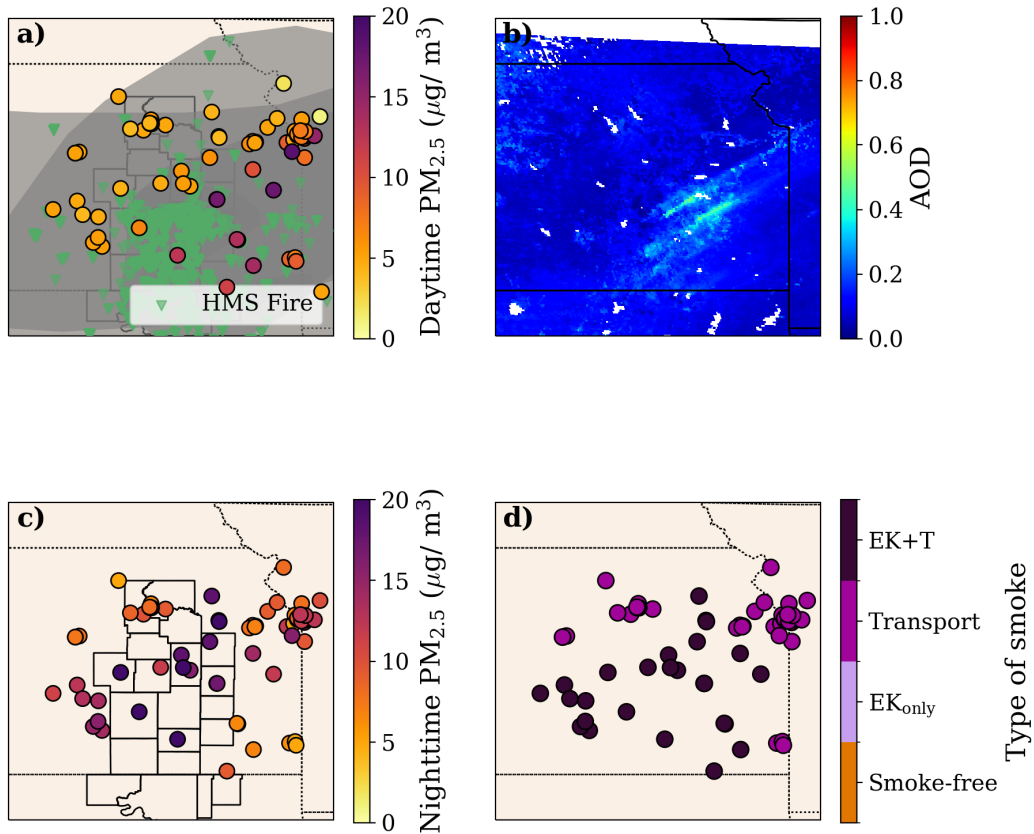 a)
HMS Fire
20
15
10
5
0
Daytime PM2.5 (μg/ m3)
b)
1.0
0.8
0.6
0.4
0.2
0.0
AOD
c)
20
15
10
5
0
Nighttime PM2.5 (μg/ m3)
d)
EK+T
Transport
EKonly
Smoke-free
Type of smoke